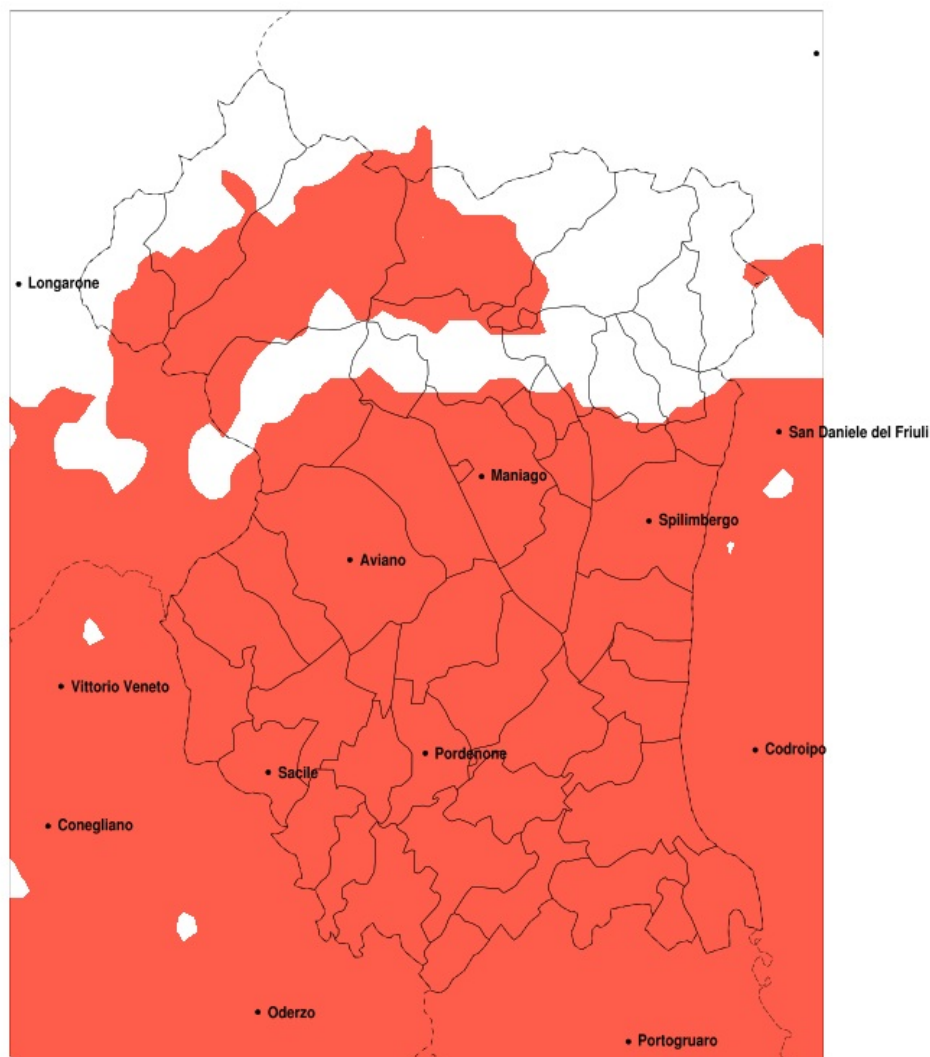 Longarone
San Daniele del Friuli
Maniago
Spilimbergo
Aviano
Vittorio Veneto
Codroipo
Pordenone
Sacile
Conegliano
Oderzo
Portogruaro